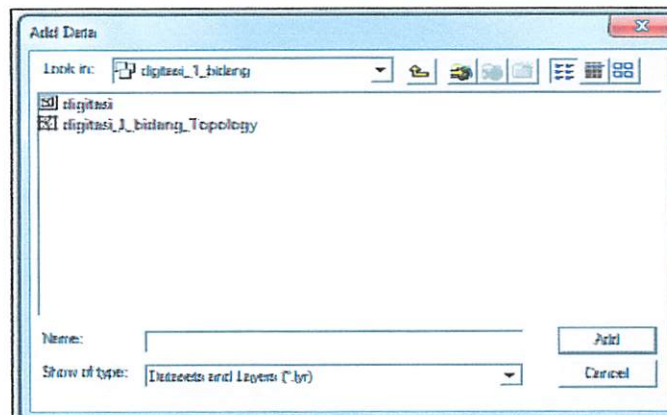 Add Data
Look in: digitasi_1_bidang
digitasi
digitasi_1_bidang_Topology
Name:
Add
Show of type: Datasets and Layers (*.lyr)
Cancel